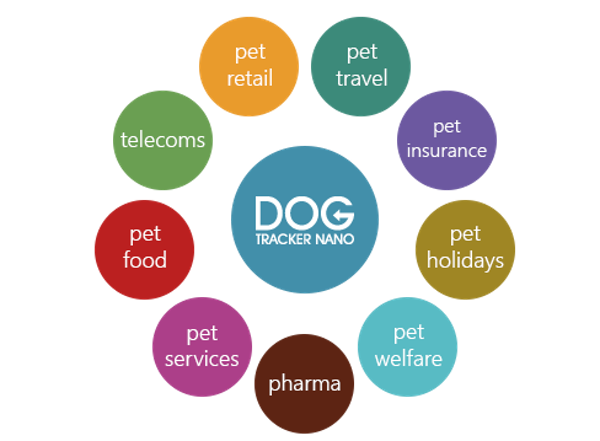 pet
retail
pet
travel
telecoms
pet
insurance
DOG
TRACKER NANO
pet
food
pet
holidays
pet
services
pet
welfare
pharma